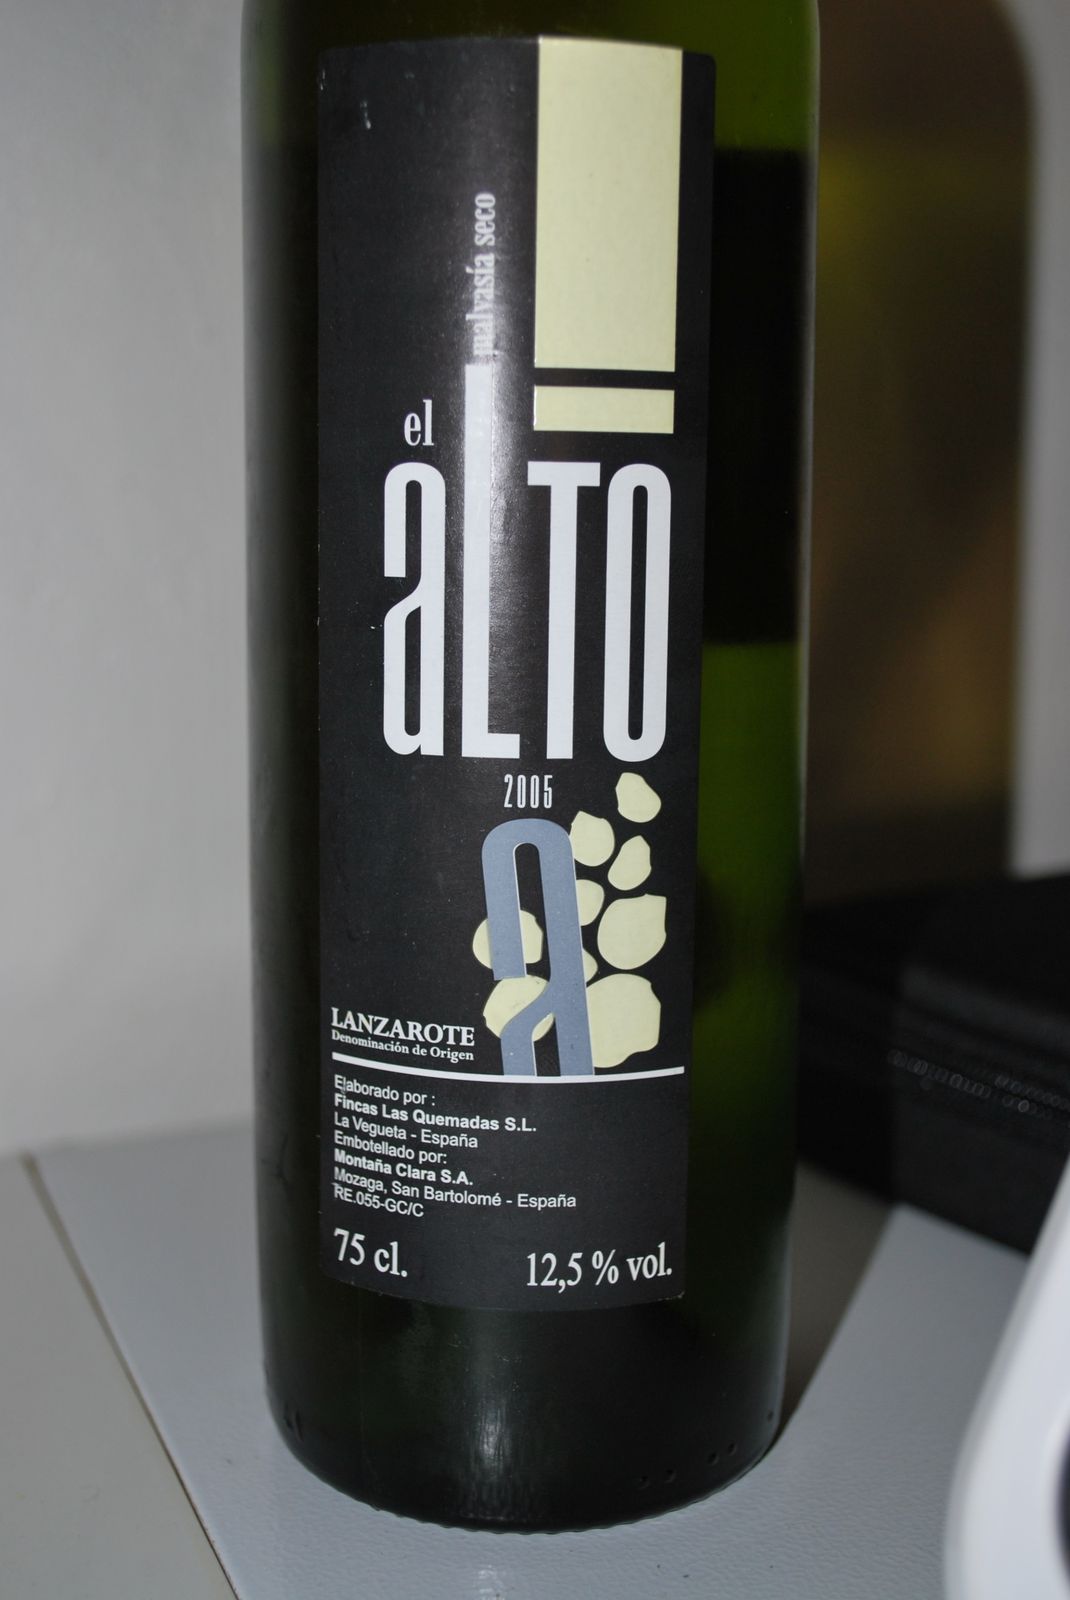 malvasía seco
el
aLTO
2005
LANZAROTE
Denominación de Origen
Elaborado por :
Fincas Las Quemadas S.L.
La Vegueta - España
Embotellado por:
Montaña Clara S.A.
Mozaga, San Bartolomé - España
RE.055-GC/C
75 cl.
12,5 % vol.